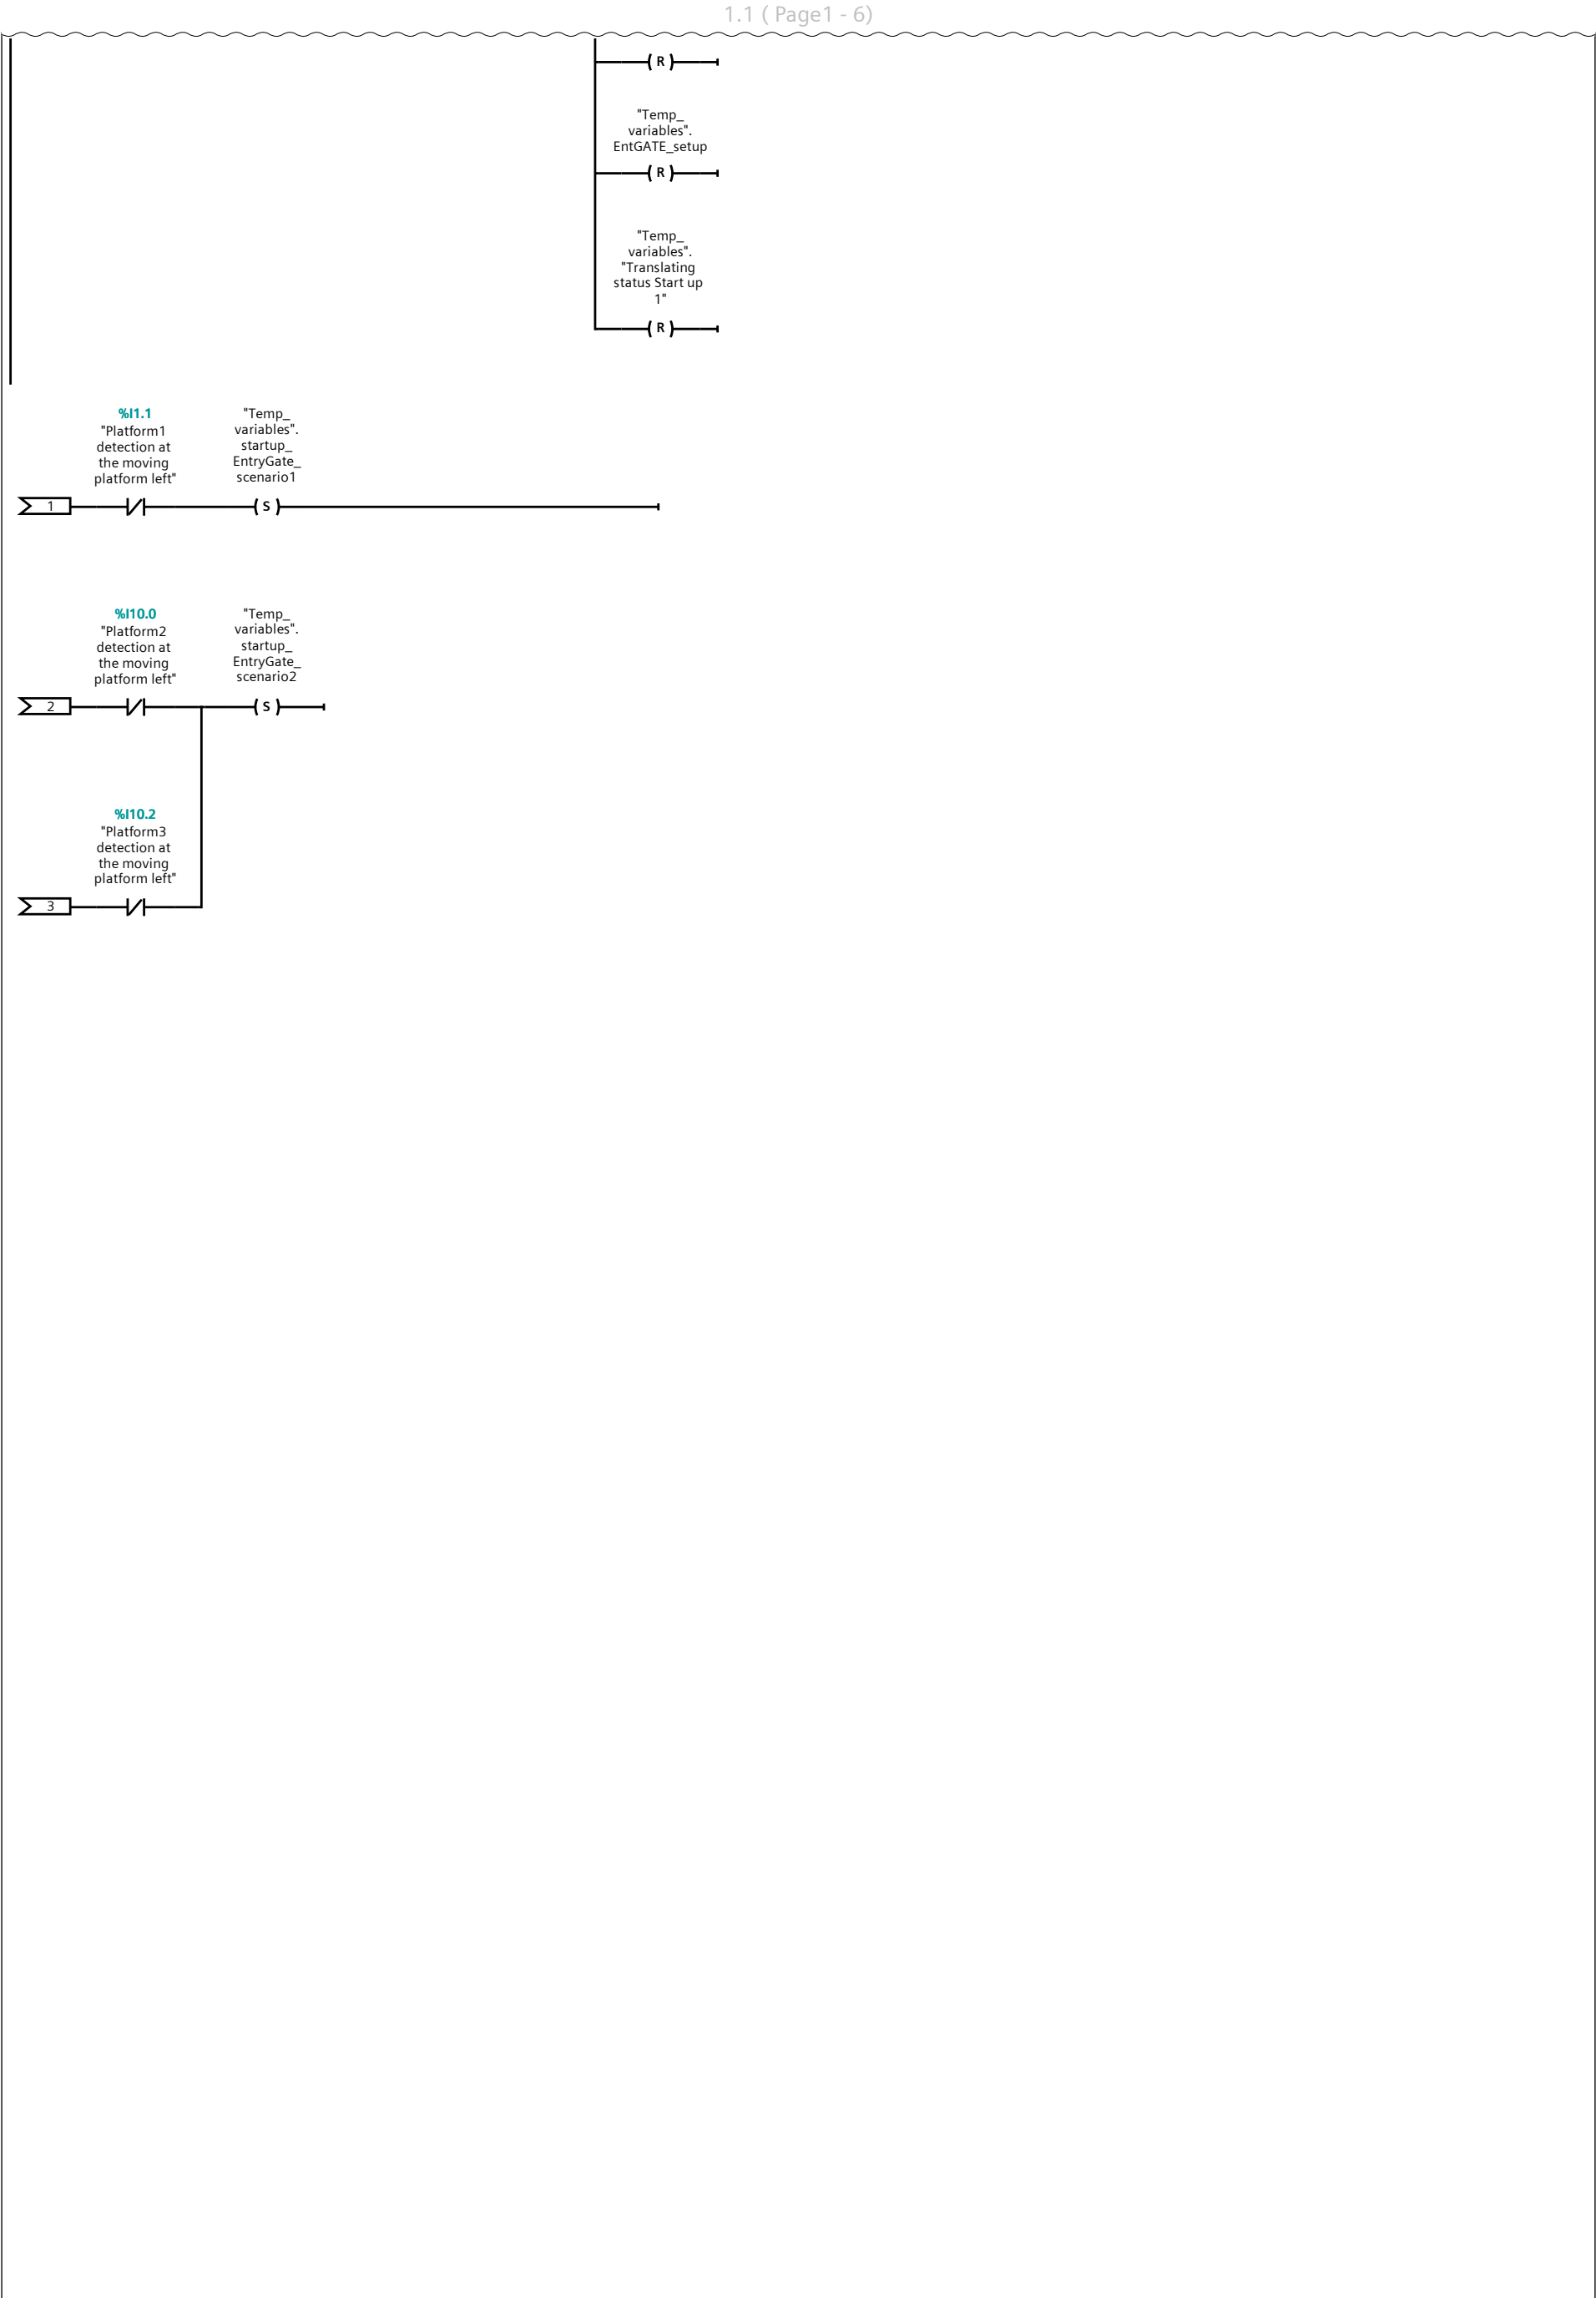 1.1 ( Page1 - 6)
( R )
"Temp_
variables".
EntGATE_setup
( R )
"Temp_
variables".
"Translating
status Start up
1"
( R )
%I1.1
"Platform1
detection at
the moving
platform left"
"Temp_
variables".
startup_
EntryGate_
scenario1
1
( S )
%I10.0
"Platform2
detection at
the moving
platform left"
"Temp_
variables".
startup_
EntryGate_
scenario2
2
( S )
%I10.2
"Platform3
detection at
the moving
platform left"
3